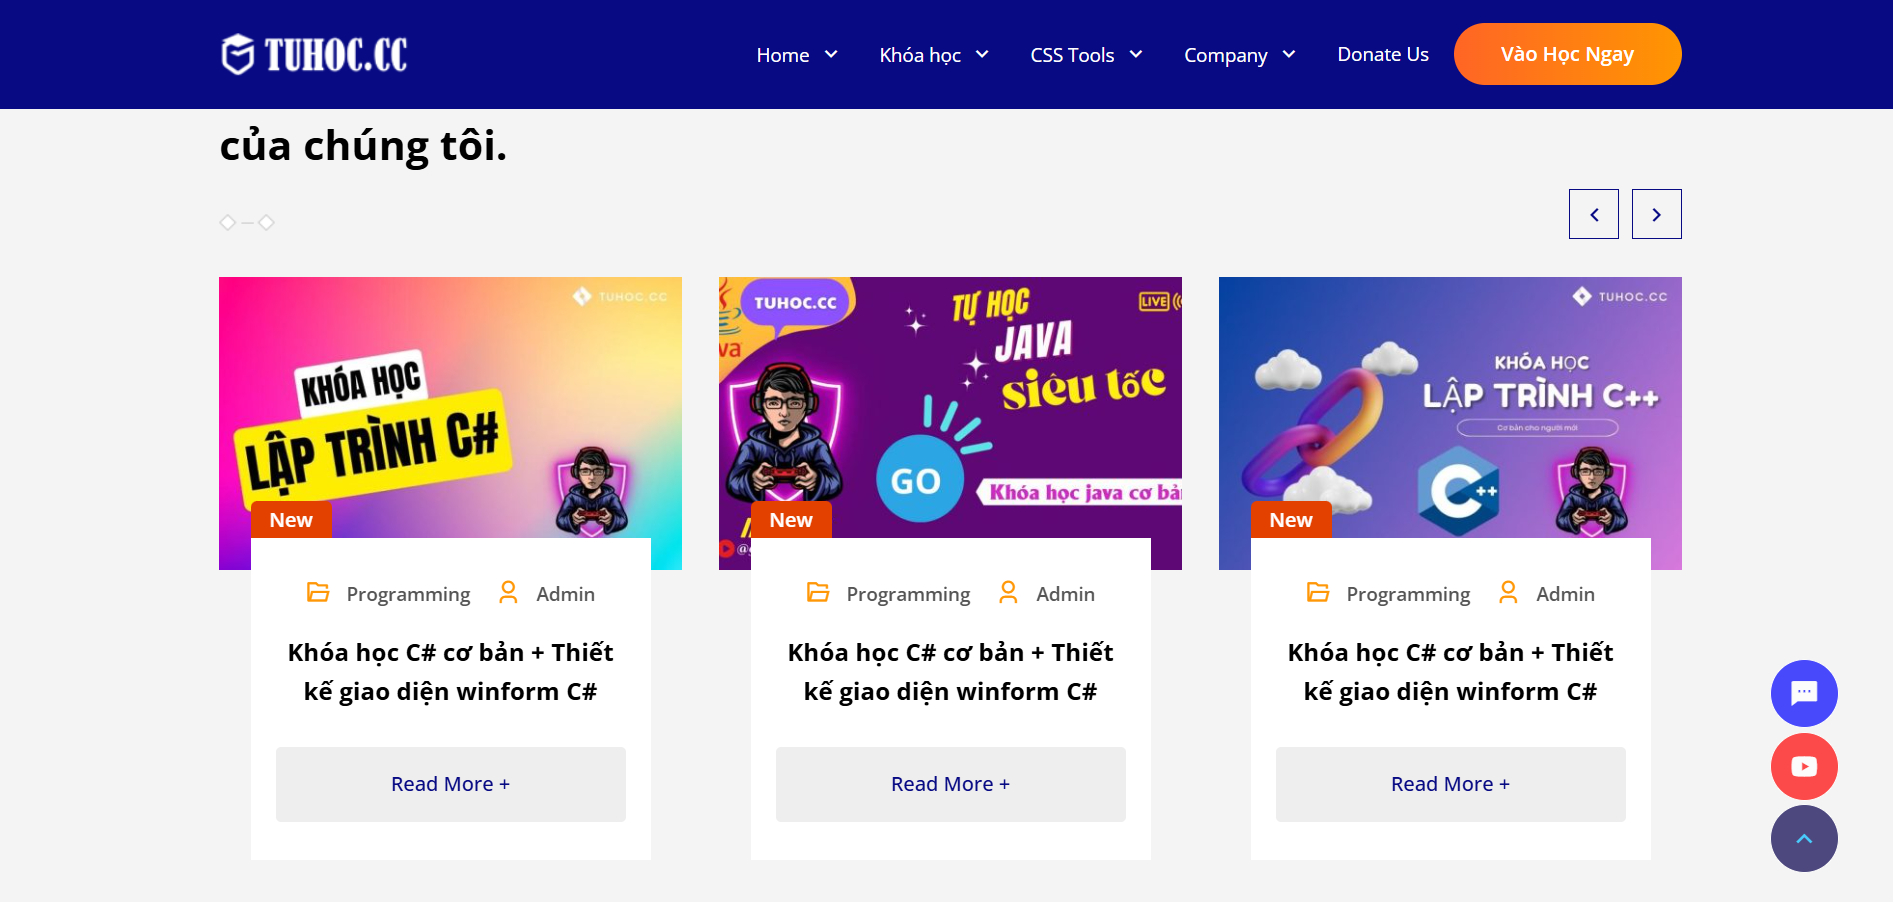 TUHOC.CC
Home
Khóa học
CSS Tools
Company
Donate Us
Vào Học Ngay
của chúng tôi.
TUHOC.CC
KHÓA HỌC
LẬP TRÌNH C#
New
Programming
Admin
Khóa học C# cơ bản + Thiết
kế giao diện winform C#
Read More +
TUHOC.CC
TỰ HỌC
JAVA
siêu tốc
LIVE
GO
Khóa học java cơ bả
New
Programming
Admin
Khóa học C# cơ bản + Thiết
kế giao diện winform C#
Read More +
TUHOC.CC
KHÓA HỌC
LẬP TRÌNH C++
Cơ bản cho người mới
C++
New
Programming
Admin
Khóa học C# cơ bản + Thiết
kế giao diện winform C#
Read More +